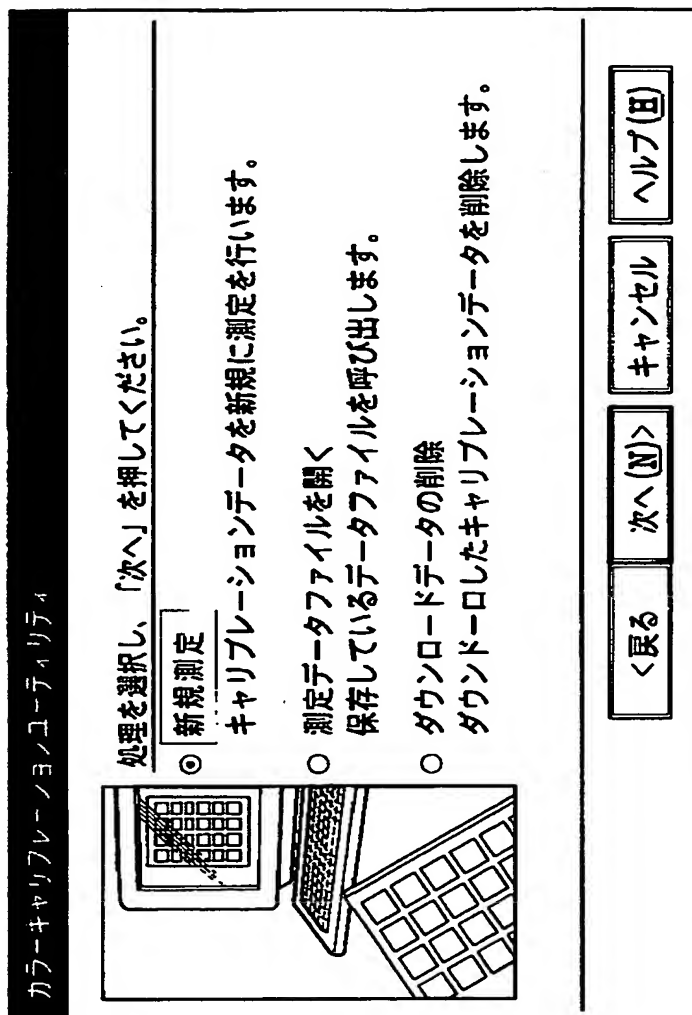 カラーキャリブレーションユーティリティ
処理を選択し、「次へ」を押してください。
新規測定
キャリブレーションデータを新規に測定を行います。
測定データファイルを開く
保存しているデータファイルを呼び出します。
ダウンロードデータの削除
ダウンドーロしたキャリブレーションデータを削除します。
<戻る 次へ(N)> キャンセル ヘルプ(H)